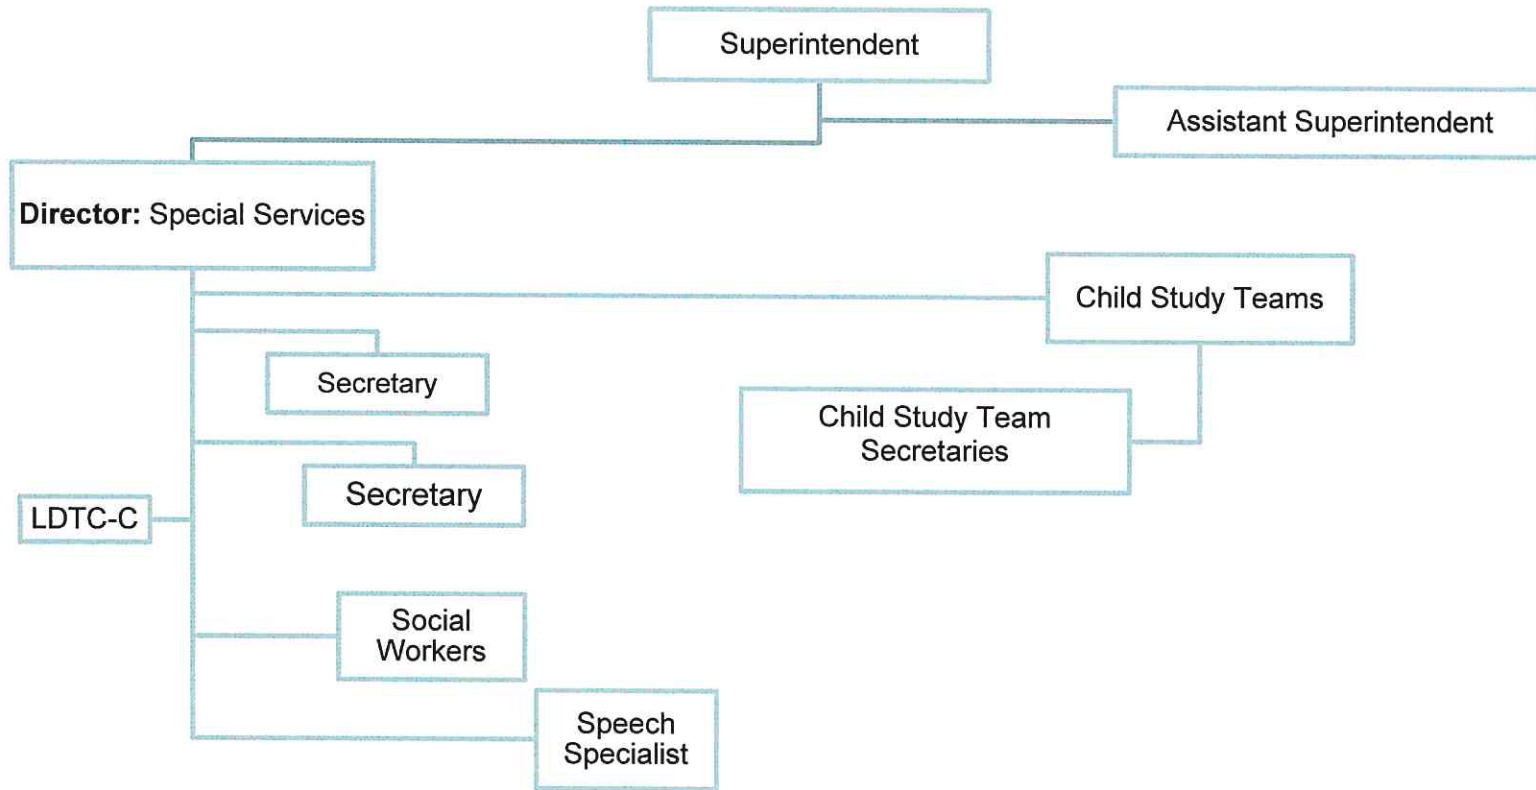 Superintendent
Assistant Superintendent
Director: Special Services
Child Study Teams
Secretary
Child Study Team
Secretaries
Secretary
LDTC-C
Social
Workers
Speech
Specialist